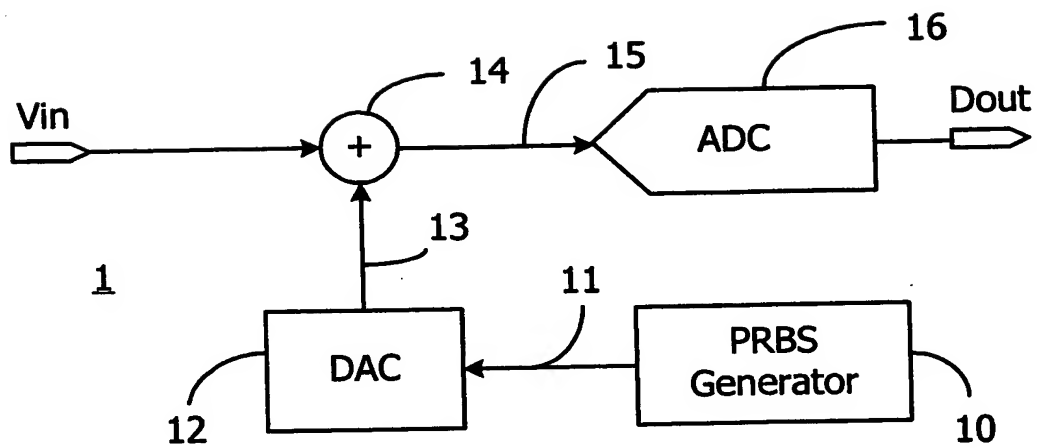 16
15
14
Vin
Dout
+
ADC
13
1
11
DAC
PRBS
Generator
12
10